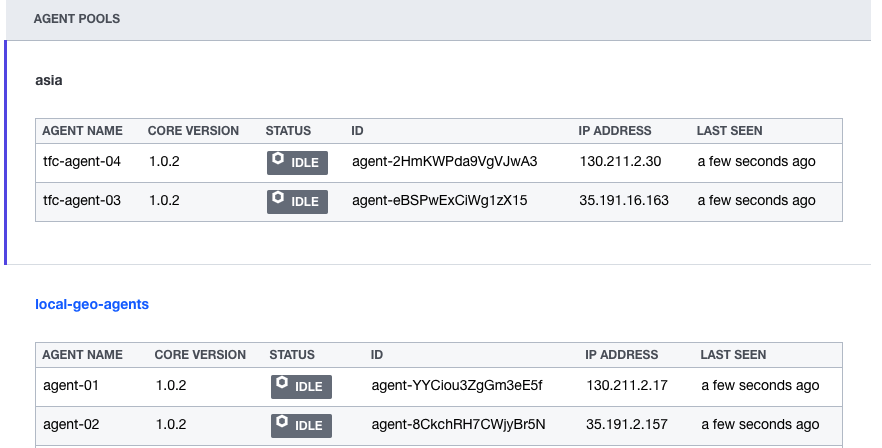 AGENT POOLS
asia
AGENT NAME CORE VERSION STATUS ID IP ADDRESS LAST SEEN
tfc-agent-04 1.0.2 IDLE agent-2HmKWPda9VgVJwA3 130.211.2.30 a few seconds ago
tfc-agent-03 1.0.2 IDLE agent-eBSPwExCiWg1zX15 35.191.16.163 a few seconds ago
local-geo-agents
AGENT NAME CORE VERSION STATUS ID IP ADDRESS LAST SEEN
agent-01 1.0.2 IDLE agent-YYCiou3ZgGm3eE5f 130.211.2.17 a few seconds ago
agent-02 1.0.2 IDLE agent-8CkchRH7CWjyBr5N 35.191.2.157 a few seconds ago